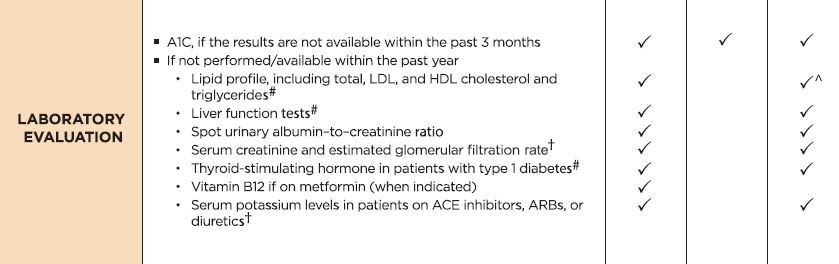 ▪ A1C, if the results are not available within the past 3 months ✓ ✓ ✓
▪ If not performed/available within the past year
• Lipid profile, including total, LDL, and HDL cholesterol and ✓ ✓^
triglycerides#
• Liver function tests# ✓ ✓
LABORATORY
EVALUATION
• Spot urinary albumin–to–creatinine ratio ✓ ✓
• Serum creatinine and estimated glomerular filtration rate† ✓ ✓
• Thyroid-stimulating hormone in patients with type 1 diabetes# ✓ ✓
• Vitamin B12 if on metformin (when indicated) ✓
• Serum potassium levels in patients on ACE inhibitors, ARBs, or ✓ ✓
diuretics†